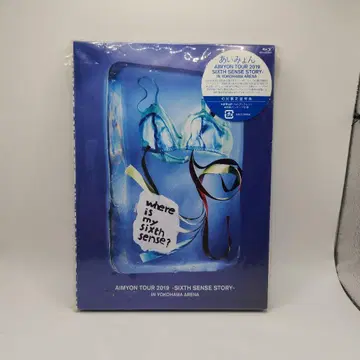 あいみょん
AIMYON TOUR 2019
-SIXTH SENSE STORY-
IN YOKOHAMA ARENA
where
is
my
sixth
sense?
AIMYON TOUR 2019 -SIXTH SENSE STORY-
IN YOKOHAMA ARENA